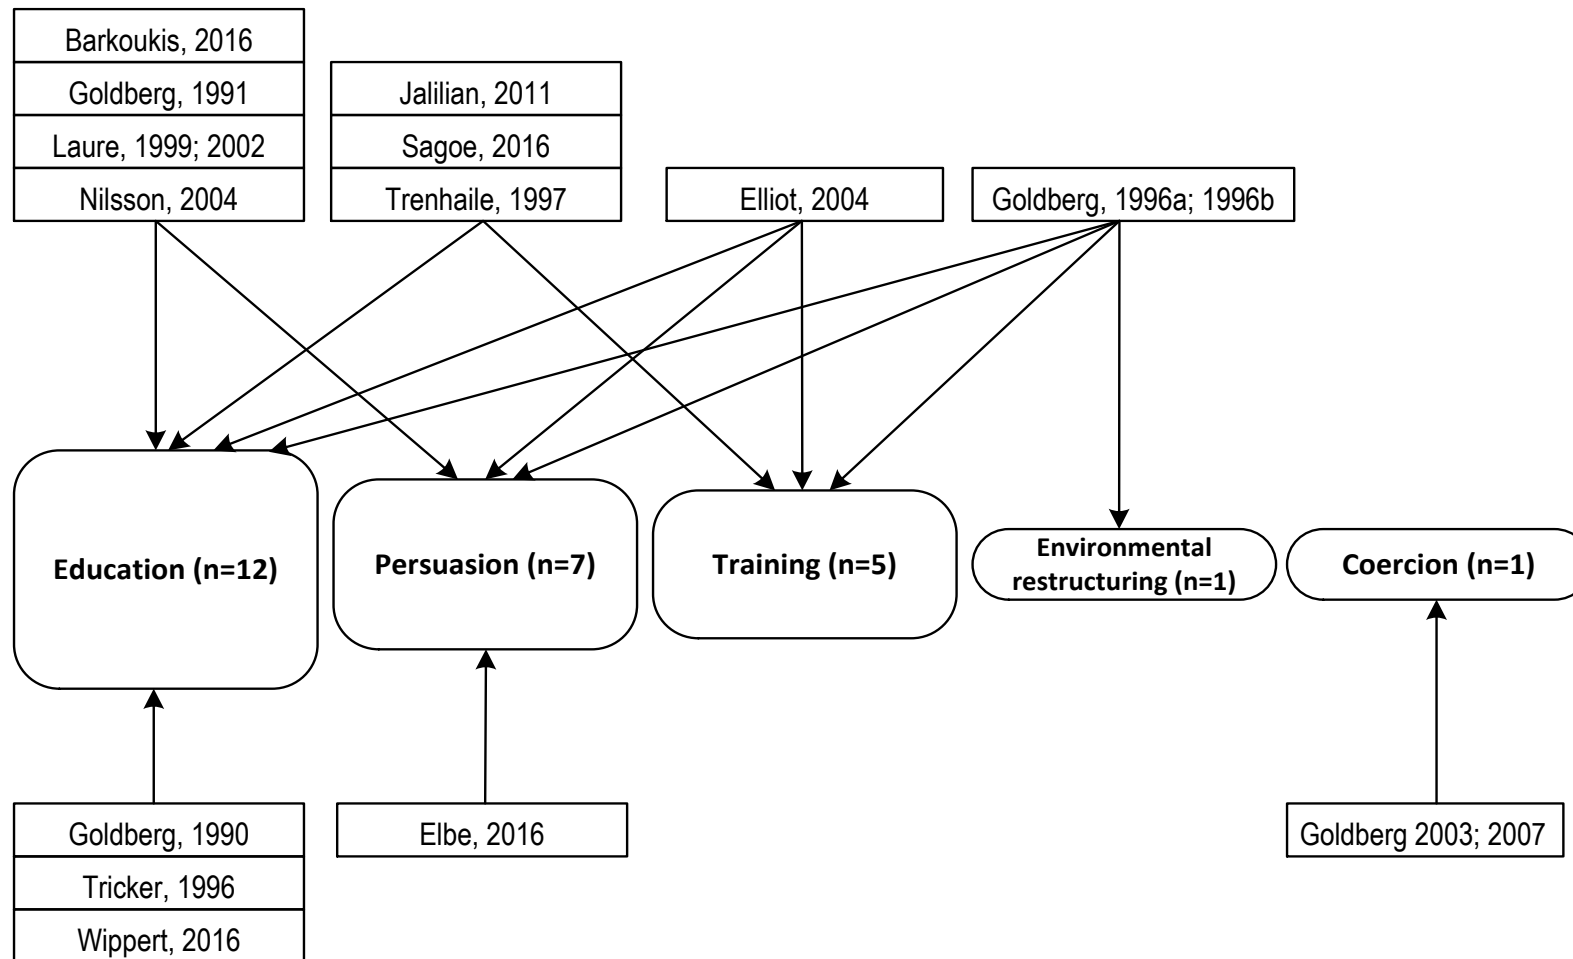 Barkoukis, 2016
Goldberg, 1991
Laure, 1999; 2002
Nilsson, 2004
Jalilian, 2011
Sagoe, 2016
Trenhaile, 1997
Elliot, 2004
Goldberg, 1996a; 1996b
Education (n=12)
Persuasion (n=7)
Training (n=5)
Environmental
restructuring (n=1)
Coercion (n=1)
Goldberg, 1990
Tricker, 1996
Wippert, 2016
Elbe, 2016
Goldberg 2003; 2007